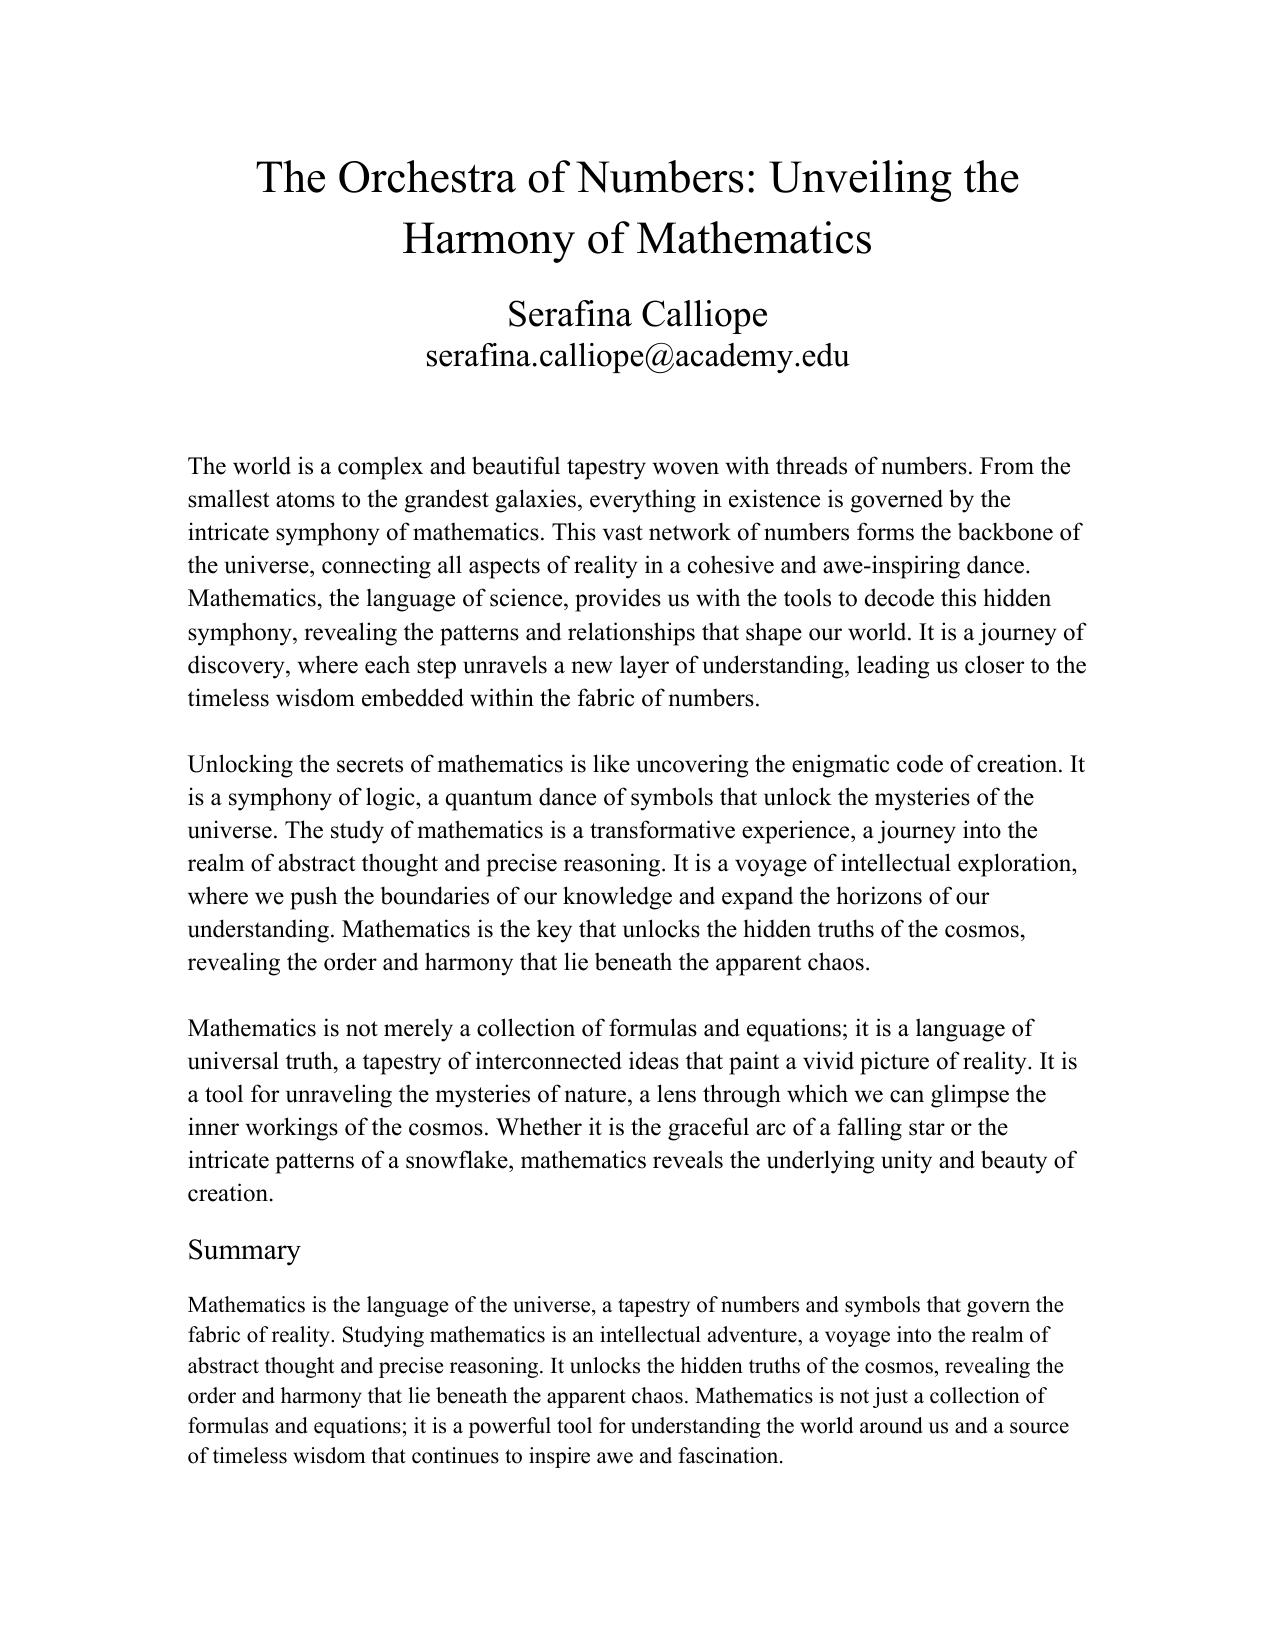 The Orchestra of Numbers: Unveiling the
Harmony of Mathematics
Serafina Calliope
serafina.calliope@academy.edu
The world is a complex and beautiful tapestry woven with threads of numbers. From the
smallest atoms to the grandest galaxies, everything in existence is governed by the
intricate symphony of mathematics. This vast network of numbers forms the backbone of
the universe, connecting all aspects of reality in a cohesive and awe-inspiring dance.
Mathematics, the language of science, provides us with the tools to decode this hidden
symphony, revealing the patterns and relationships that shape our world. It is a journey of
discovery, where each step unravels a new layer of understanding, leading us closer to the
timeless wisdom embedded within the fabric of numbers.
Unlocking the secrets of mathematics is like uncovering the enigmatic code of creation. It
is a symphony of logic, a quantum dance of symbols that unlock the mysteries of the
universe. The study of mathematics is a transformative experience, a journey into the
realm of abstract thought and precise reasoning. It is a voyage of intellectual exploration,
where we push the boundaries of our knowledge and expand the horizons of our
understanding. Mathematics is the key that unlocks the hidden truths of the cosmos,
revealing the order and harmony that lie beneath the apparent chaos.
Mathematics is not merely a collection of formulas and equations; it is a language of
universal truth, a tapestry of interconnected ideas that paint a vivid picture of reality. It is
a tool for unraveling the mysteries of nature, a lens through which we can glimpse the
inner workings of the cosmos. Whether it is the graceful arc of a falling star or the
intricate patterns of a snowflake, mathematics reveals the underlying unity and beauty of
creation.
Summary
Mathematics is the language of the universe, a tapestry of numbers and symbols that govern the
fabric of reality. Studying mathematics is an intellectual adventure, a voyage into the realm of
abstract thought and precise reasoning. It unlocks the hidden truths of the cosmos, revealing the
order and harmony that lie beneath the apparent chaos. Mathematics is not just a collection of
formulas and equations; it is a powerful tool for understanding the world around us and a source
of timeless wisdom that continues to inspire awe and fascination.